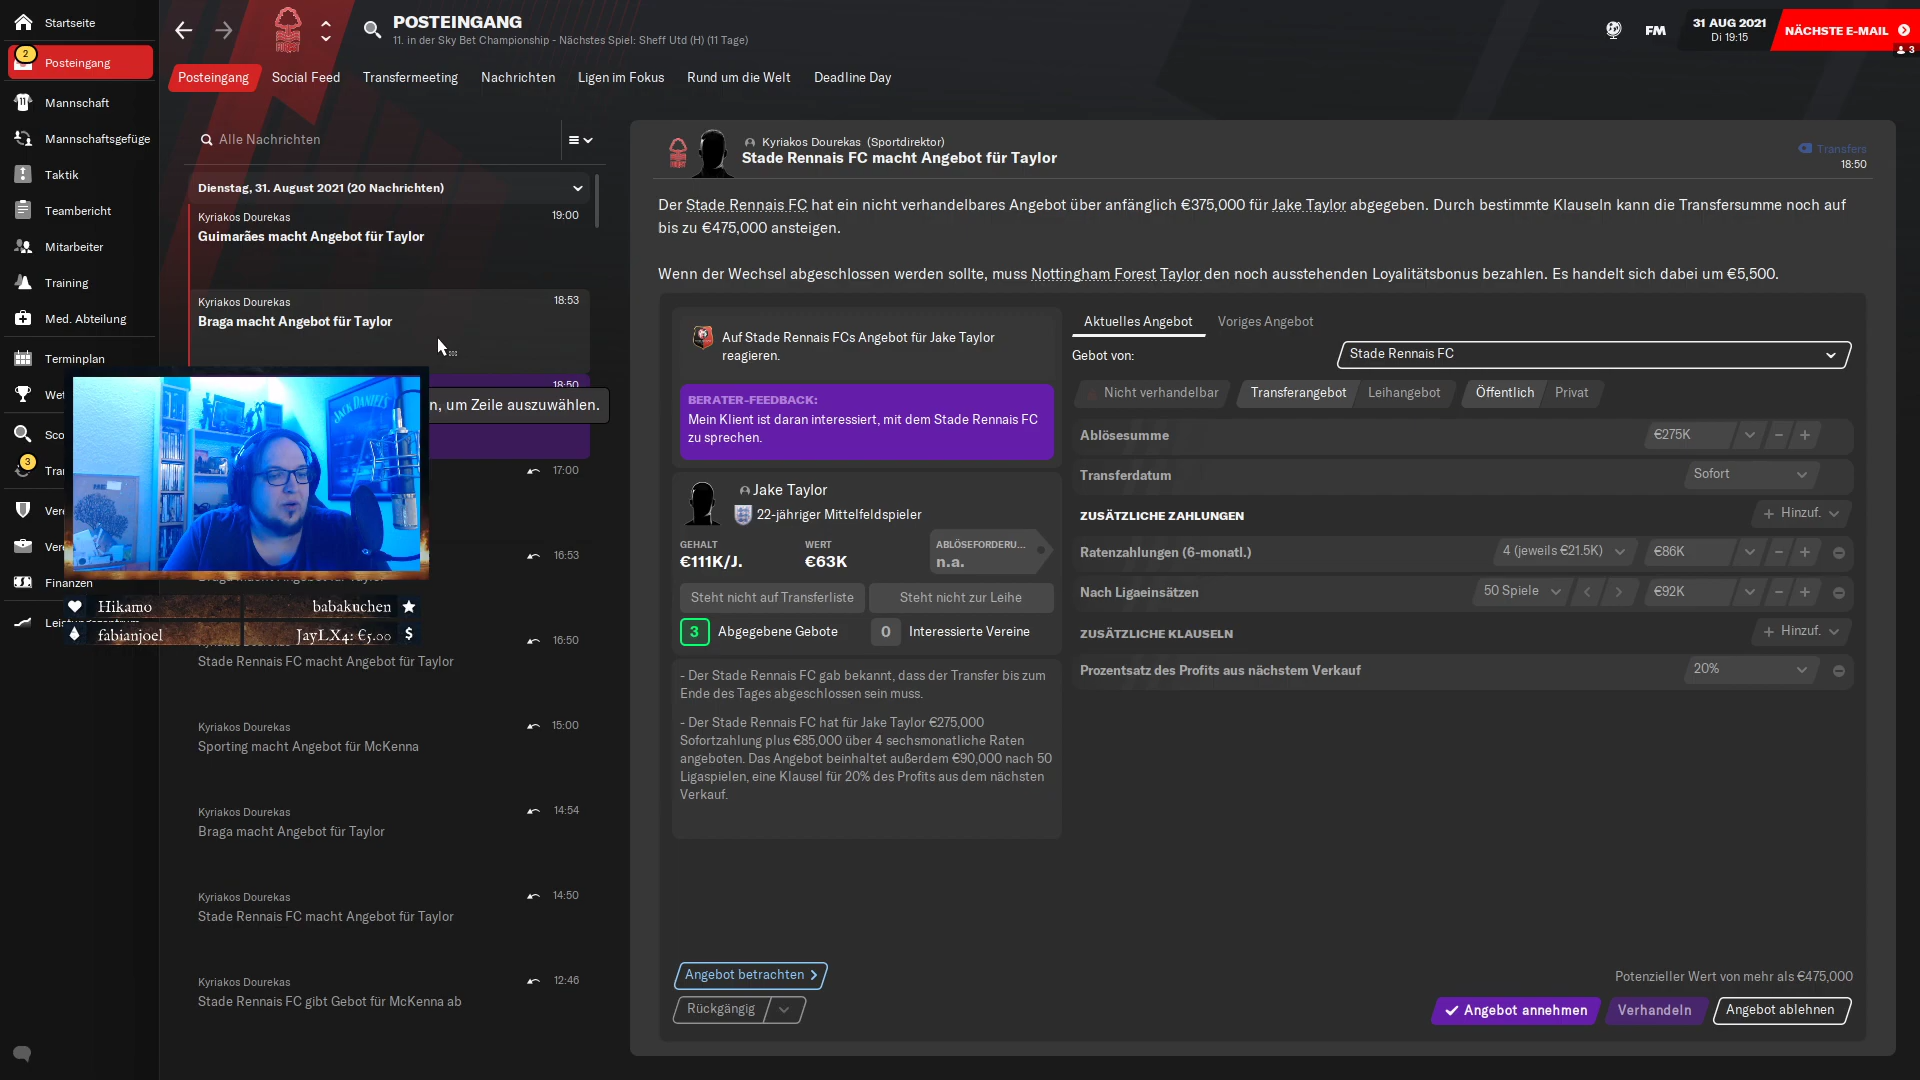 Startseite
2
Posteingang
Mannschaft
Mannschaftsgefüge
Taktik
Teambericht
Mitarbeiter
Training
Med. Abteilung
Terminplan
Finanzen
3
POSTEINGANG
11. in der Sky Bet Championship - Nächstes Spiel: Sheff Utd (H) (11 Tage)
FM
31 AUG 2021
Di 19:15
NÄCHSTE E-MAIL
3
Posteingang
Social Feed
Transfermeeting
Nachrichten
Ligen im Fokus
Rund um die Welt
Deadline Day
Alle Nachrichten
Dienstag, 31. August 2021 (20 Nachrichten)
Kyriakos Dourekas 19:00
Guimarães macht Angebot für Taylor
Kyriakos Dourekas 18:53
Braga macht Angebot für Taylor
18:50
n, um Zeile auszuwählen.
17:00
16:53
Hikamo
babakuchen
fabianjoel
JayLX4: €5.00
16:50
Stade Rennais FC macht Angebot für Taylor
Kyriakos Dourekas 15:00
Sporting macht Angebot für McKenna
Kyriakos Dourekas 14:54
Braga macht Angebot für Taylor
Kyriakos Dourekas 14:50
Stade Rennais FC macht Angebot für Taylor
Kyriakos Dourekas 12:46
Stade Rennais FC gibt Gebot für McKenna ab
Kyriakos Dourekas (Sportdirektor)
Stade Rennais FC macht Angebot für Taylor
Transfers
18:50
Der Stade Rennais FC hat ein nicht verhandelbares Angebot über anfänglich €375,000 für Jake Taylor abgegeben. Durch bestimmte Klauseln kann die Transfersumme noch auf
bis zu €475,000 ansteigen.
Wenn der Wechsel abgeschlossen werden sollte, muss Nottingham Forest Taylor den noch ausstehenden Loyalitätsbonus bezahlen. Es handelt sich dabei um €5,500.
Auf Stade Rennais FCs Angebot für Jake Taylor
reagieren.
BERATER-FEEDBACK:
Mein Klient ist daran interessiert, mit dem Stade Rennais FC
zu sprechen.
Jake Taylor
22-jähriger Mittelfeldspieler
GEHALT
€111K/J.
WERT
€63K
ABLÖSEFORDERU...
n.a.
Steht nicht auf Transferliste
Steht nicht zur Leihe
3 Abgegebene Gebote
0 Interessierte Vereine
- Der Stade Rennais FC gab bekannt, dass der Transfer bis zum
Ende des Tages abgeschlossen sein muss.
- Der Stade Rennais FC hat für Jake Taylor €275,000
Sofortzahlung plus €85,000 über 4 sechsmonatliche Raten
angeboten. Das Angebot beinhaltet außerdem €90,000 nach 50
Ligaspielen, eine Klausel für 20% des Profits aus dem nächsten
Verkauf.
Angebot betrachten
Rückgängig
Aktuelles Angebot
Voriges Angebot
Gebot von:
Stade Rennais FC
Nicht verhandelbar
Transferangebot
Leihangebot
Öffentlich
Privat
Ablösesumme €275K
Transferdatum Sofort
ZUSÄTZLICHE ZAHLUNGEN + Hinzuf.
Ratenzahlungen (6-monatl.) 4 (jeweils €21.5K) €86K
Nach Ligaeinsätzen 50 Spiele €92K
ZUSÄTZLICHE KLAUSELN + Hinzuf.
Prozentsatz des Profits aus nächstem Verkauf 20%
Potenzieller Wert von mehr als €475,000
Angebot annehmen
Verhandeln
Angebot ablehnen